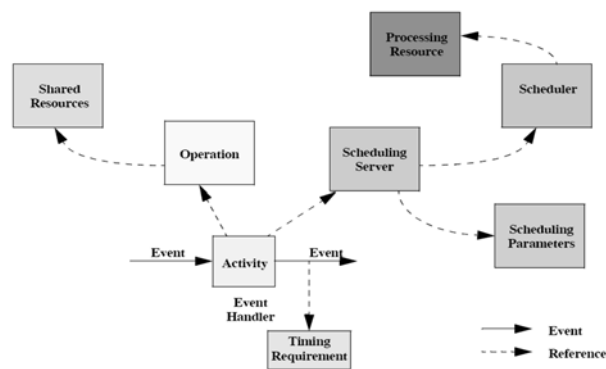 Processing
Resource
Shared
Resources
Scheduler
Operation
Scheduling
Server
Scheduling
Parameters
Event
Activity
Event
Event
Handler
Timing
Requirement
Event
Reference